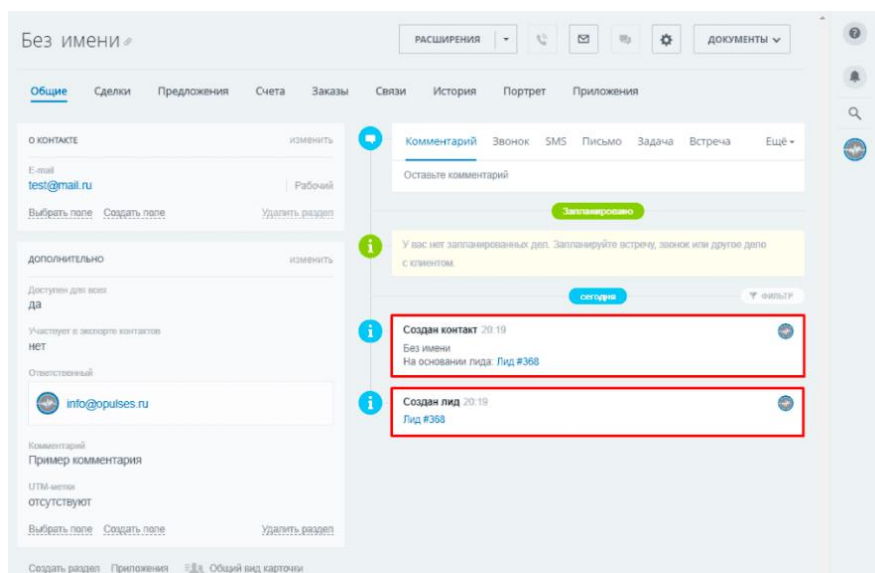 Без имени
РАСШИРЕНИЯ
ДОКУМЕНТЫ
Общие Сделки Предложения Счета Заказы Связи История Портрет Приложения
О КОНТАКТЕ изменить
E-mail
test@mail.ru Рабочий
Выбрать поле Создать поле Удалить раздел
ДОПОЛНИТЕЛЬНО изменить
Доступен для всех
да
Участвует в экспорте контактов
нет
Ответственный
info@opulses.ru
Комментарий
Пример комментария
UTM-метки
отсутствуют
Выбрать поле Создать поле Удалить раздел
Создать раздел Приложения Общий вид карточки
Комментарий Звонок SMS Письмо Задача Встреча Ещё
Оставьте комментарий
Запланировано
У вас нет запланированных дел. Запланируйте встречу, звонок или другое дело
с клиентом.
сегодня ФИЛЬТР
Создан контакт 20:19
Без имени
На основании лида: Лид #368
Создан лид 20:19
Лид #368